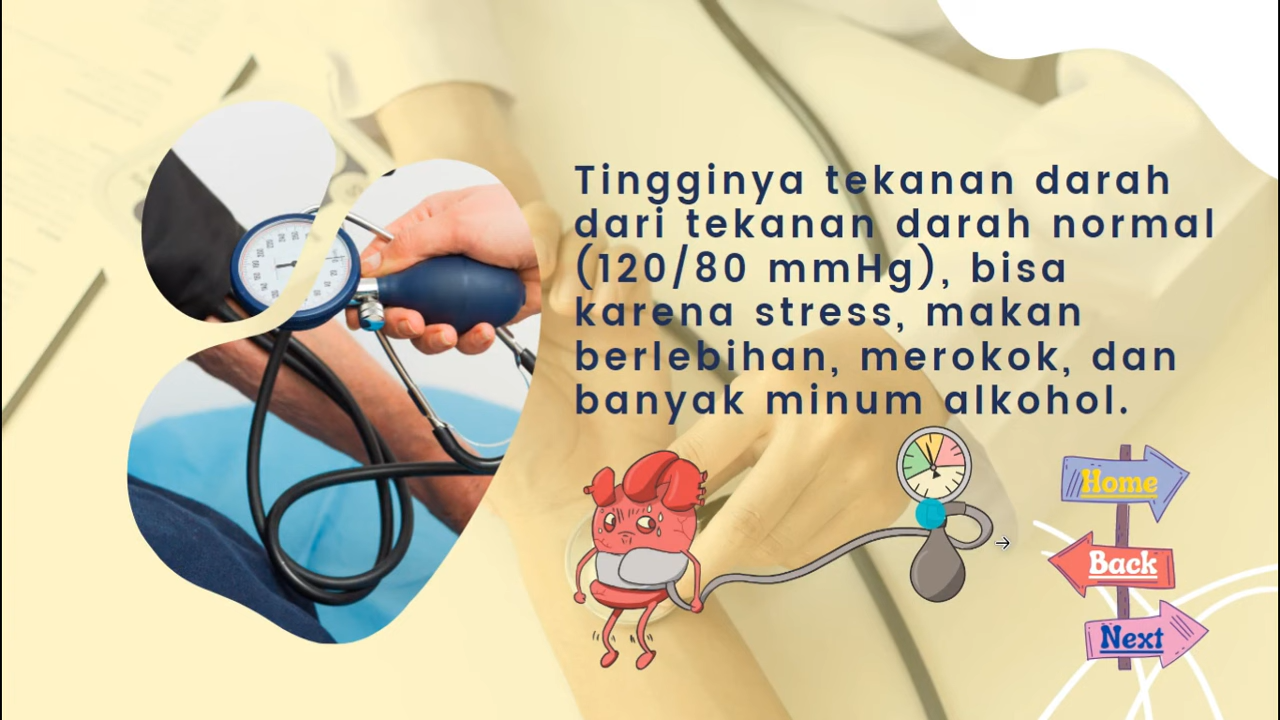 Tingginya tekanan darah
dari tekanan darah normal
(120/80 mmHg), bisa
karena stress, makan
berlebihan, merokok, dan
banyak minum alkohol.
Home
Back
Next